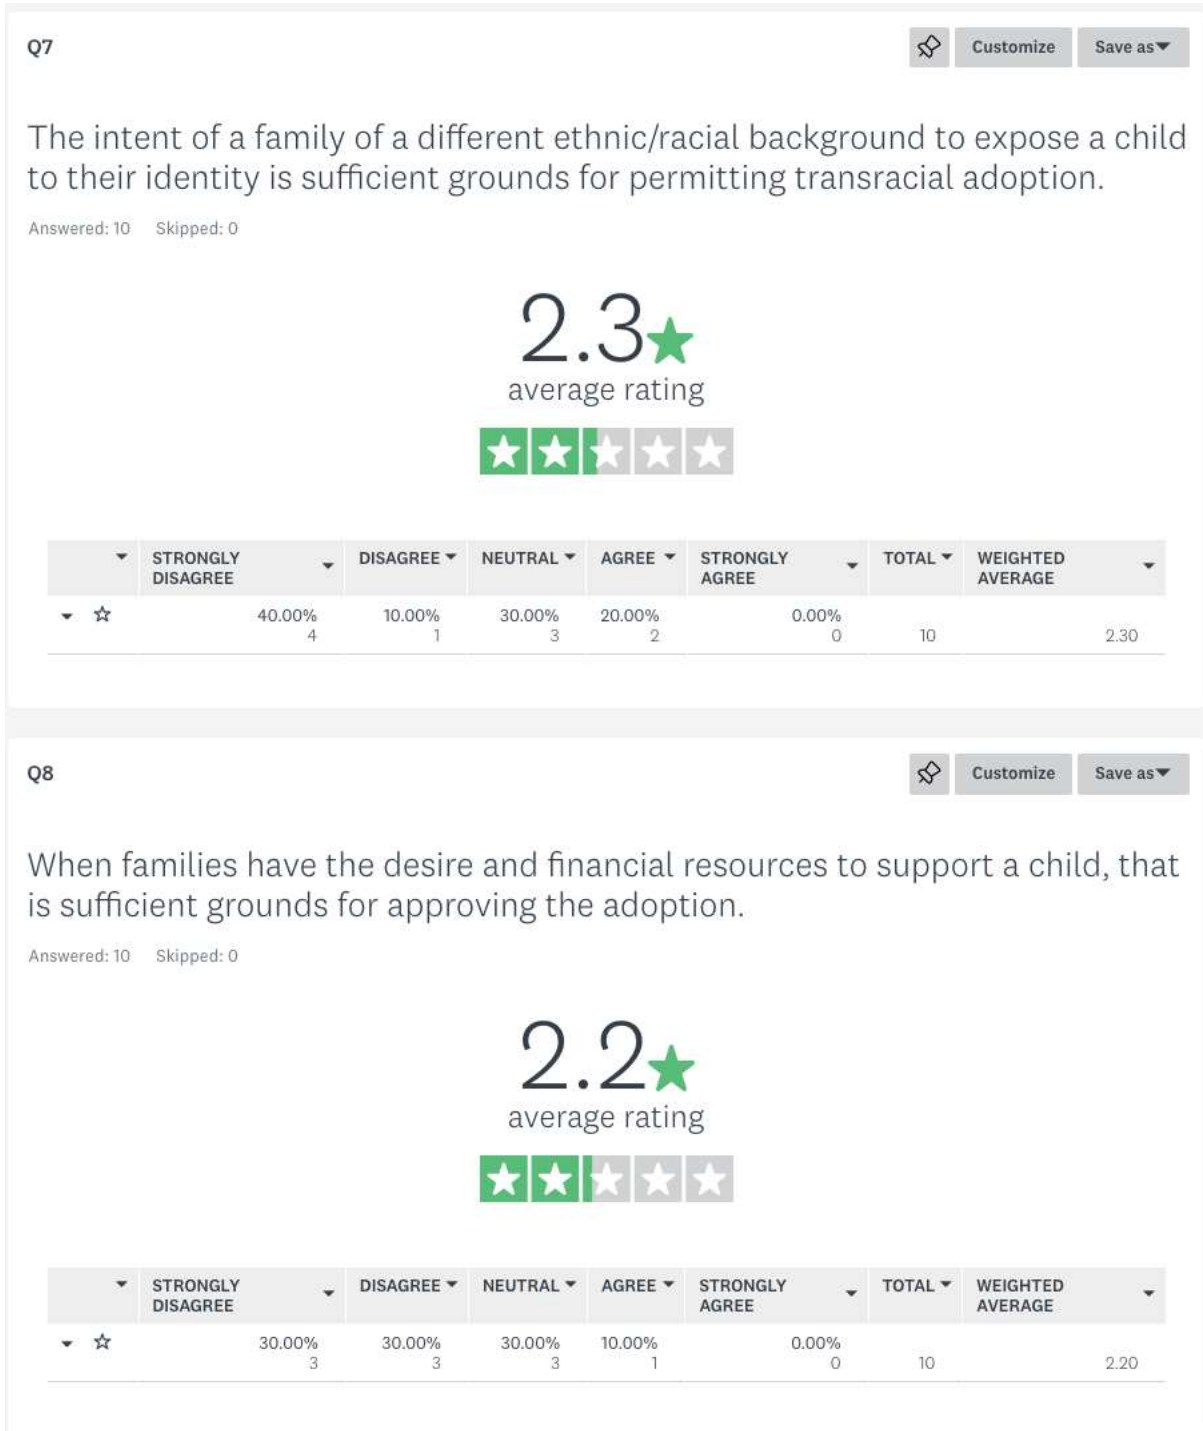 Q7
Customize
Save as
The intent of a family of a different ethnic/racial background to expose a child
to their identity is sufficient grounds for permitting transracial adoption.
Answered: 10 Skipped: 0
2.3
average rating
STRONGLY DISAGREE DISAGREE NEUTRAL AGREE STRONGLY AGREE TOTAL WEIGHTED AVERAGE
40.00% 10.00% 30.00% 20.00% 0.00%
4 1 3 2 0 10 2.30
Q8
Customize
Save as
When families have the desire and financial resources to support a child, that
is sufficient grounds for approving the adoption.
Answered: 10 Skipped: 0
2.2
average rating
STRONGLY DISAGREE DISAGREE NEUTRAL AGREE STRONGLY AGREE TOTAL WEIGHTED AVERAGE
30.00% 30.00% 30.00% 10.00% 0.00%
3 3 3 1 0 10 2.20